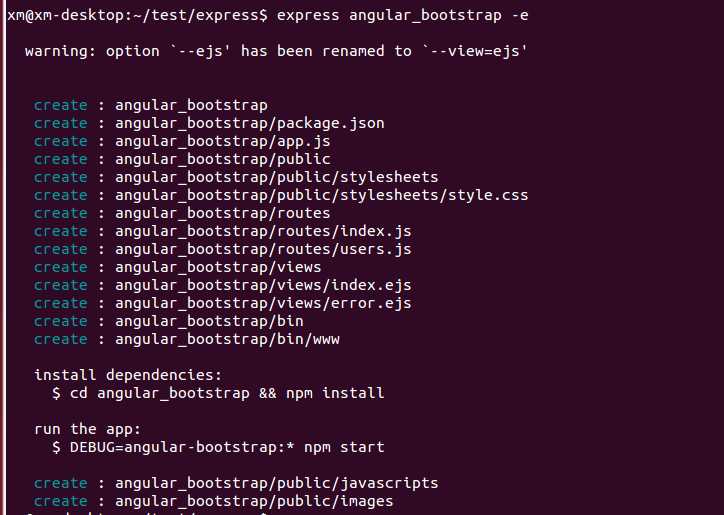 xm@xm-desktop:~/test/express$ express angular_bootstrap -e
warning: option `--ejs' has been renamed to `--view=ejs'
create : angular_bootstrap
create : angular_bootstrap/package.json
create : angular_bootstrap/app.js
create : angular_bootstrap/public
create : angular_bootstrap/public/stylesheets
create : angular_bootstrap/public/stylesheets/style.css
create : angular_bootstrap/routes
create : angular_bootstrap/routes/index.js
create : angular_bootstrap/routes/users.js
create : angular_bootstrap/views
create : angular_bootstrap/views/index.ejs
create : angular_bootstrap/views/error.ejs
create : angular_bootstrap/bin
create : angular_bootstrap/bin/www
install dependencies:
$ cd angular_bootstrap && npm install
run the app:
$ DEBUG=angular-bootstrap:* npm start
create : angular_bootstrap/public/javascripts
create : angular_bootstrap/public/images